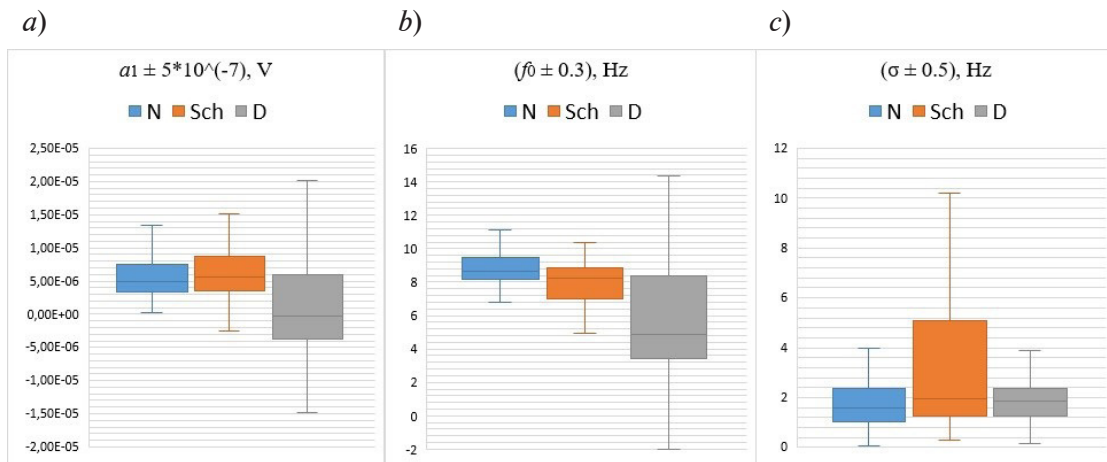 a)
b)
c)
a1 ± 5*10^(-7), V
N Sch D
2,50E-05
2,00E-05
1,50E-05
1,00E-05
5,00E-06
0,00E+00
-5,00E-06
-1,00E-05
-1,50E-05
-2,00E-05
(f0 ± 0.3), Hz
N Sch D
16
14
12
10
8
6
4
2
0
-2
(σ ± 0.5), Hz
N Sch D
12
10
8
6
4
2
0